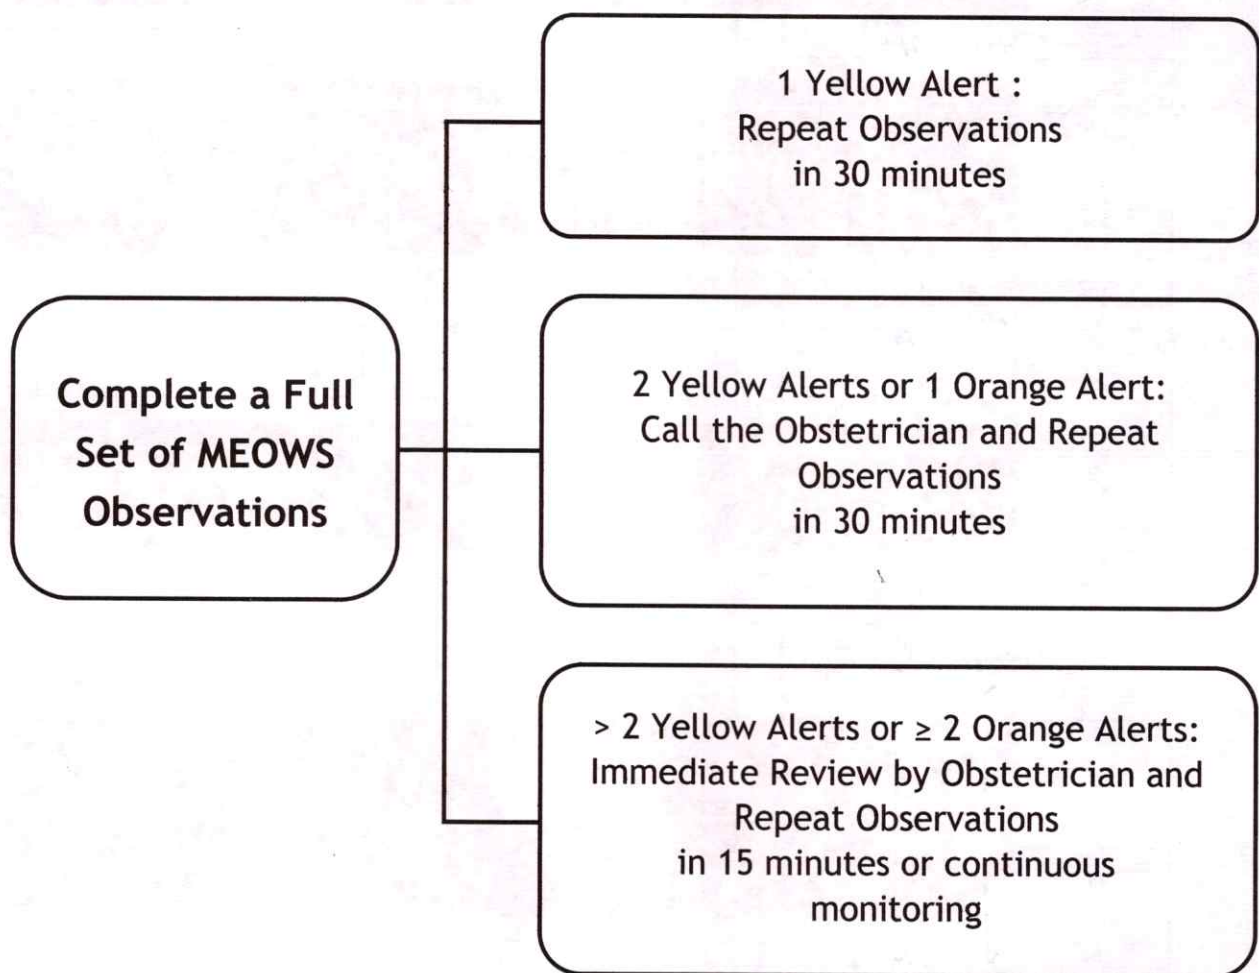 1 Yellow Alert :
Repeat Observations
in 30 minutes
Complete a Full
Set of MEOWS
Observations
2 Yellow Alerts or 1 Orange Alert:
Call the Obstetrician and Repeat
Observations
in 30 minutes
> 2 Yellow Alerts or ≥ 2 Orange Alerts:
Immediate Review by Obstetrician and
Repeat Observations
in 15 minutes or continuous
monitoring